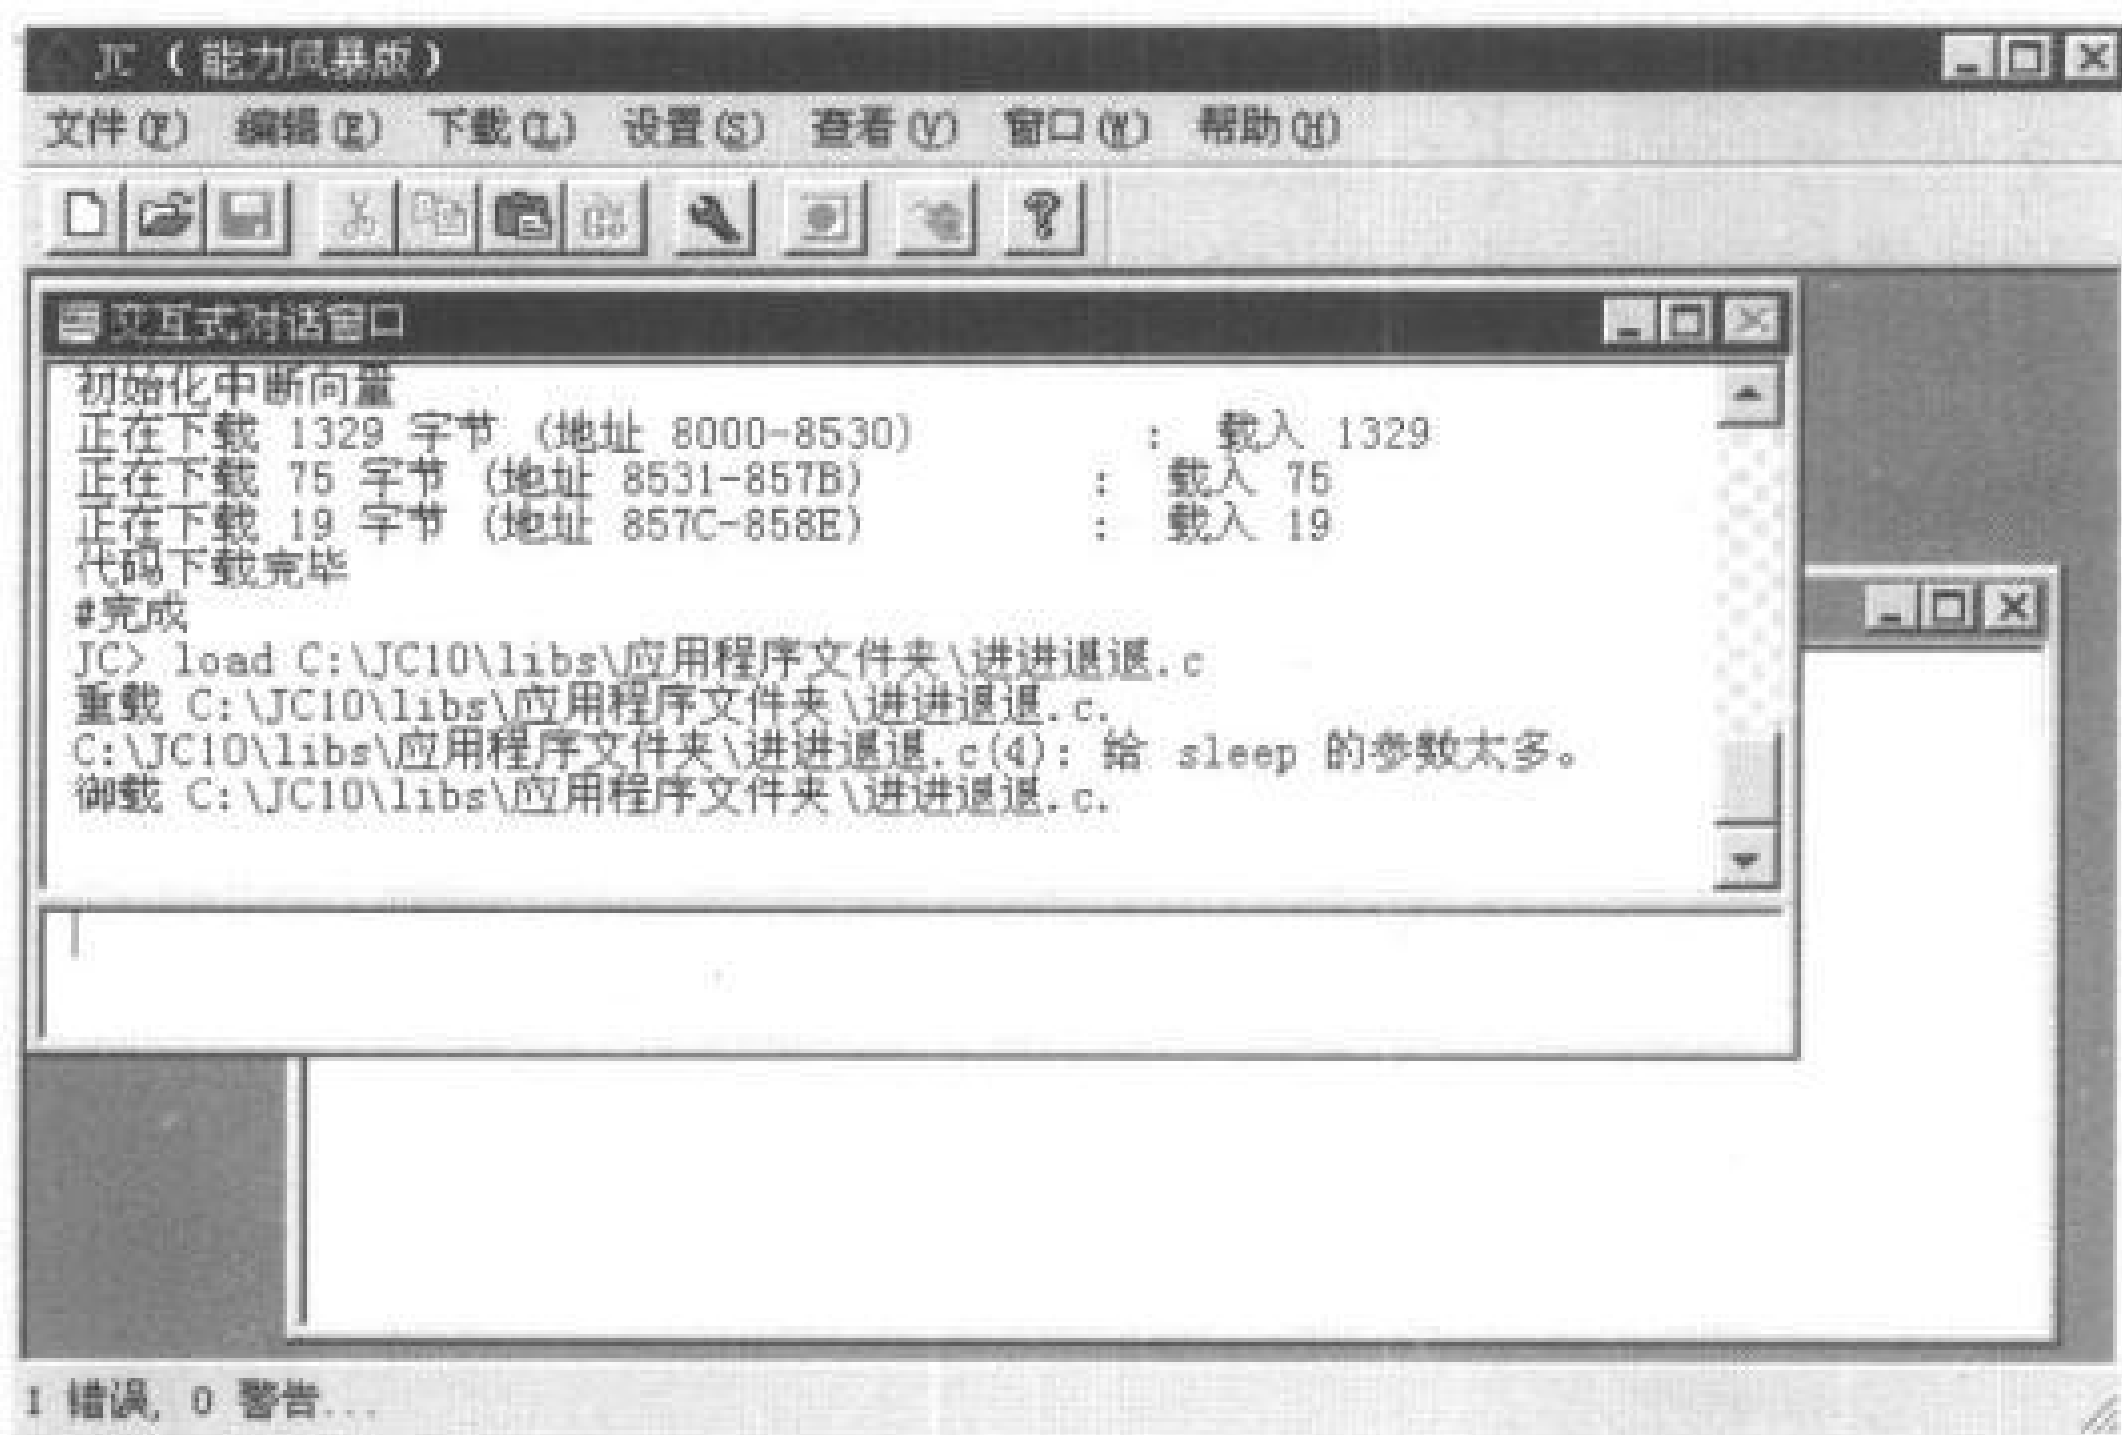 JC (能力风暴版)
文件(F) 编辑(E) 下载(L) 设置(S) 查看(V) 窗口(W) 帮助(H)
交互式对话窗口
初始化中断向量
正在下载 1329 字节 (地址 8000-8530) : 载入 1329
正在下载 75 字节 (地址 8531-857B) : 载入 75
正在下载 19 字节 (地址 857C-858E) : 载入 19
代码下载完毕
#完成
JC> load C:\JC10\libs\应用程序文件夹\进进退退.c
重载 C:\JC10\libs\应用程序文件夹\进进退退.c.
C:\JC10\libs\应用程序文件夹\进进退退.c(4): 给 sleep 的参数太多。
御载 C:\JC10\libs\应用程序文件夹\进进退退.c.
1 错误, 0 警告...